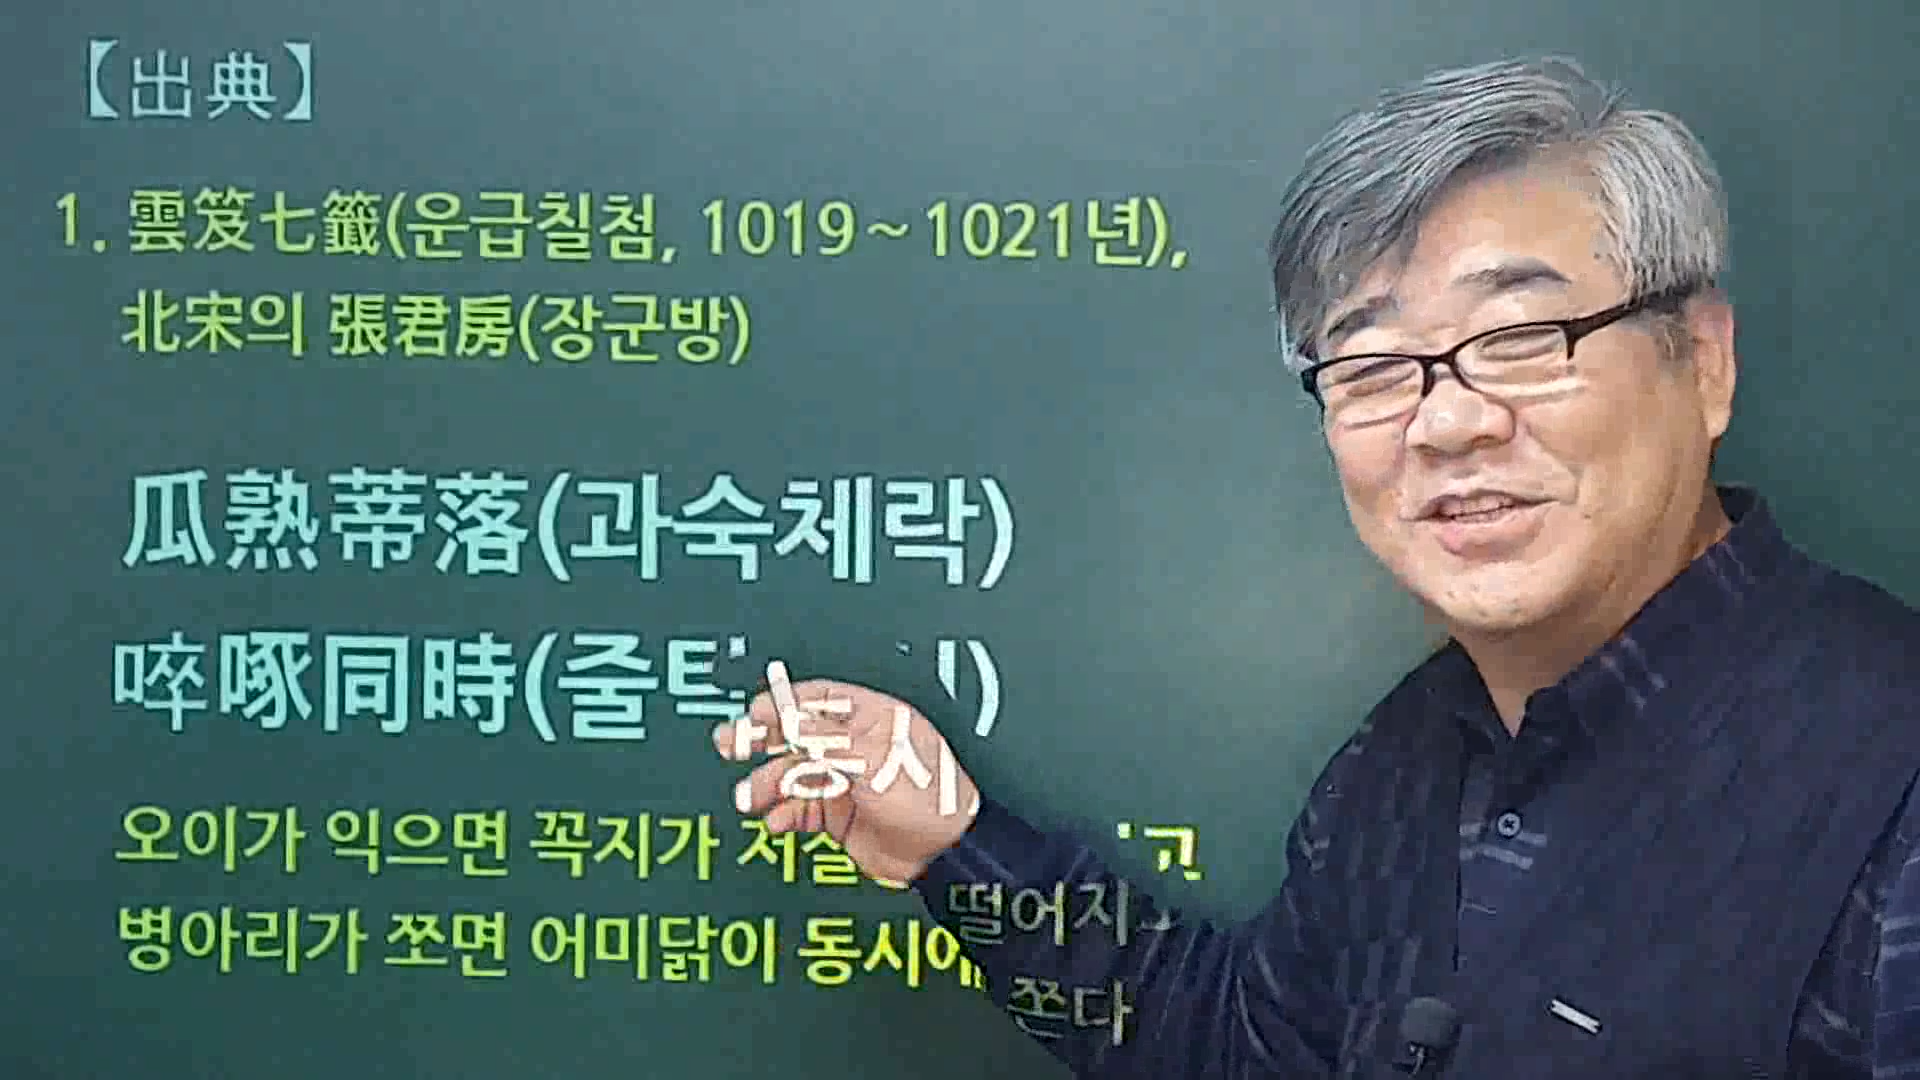 【出典】
1. 雲笈七籤(운급칠첨, 1019~1021년),
北宋의 張君房(장군방)
瓜熟蒂落(과숙체락)
啐啄同時(줄탁동시)
오이가 익으면 꼭지가 저절로 떨어지고
병아리가 쪼면 어미닭이 동시에 쫀다